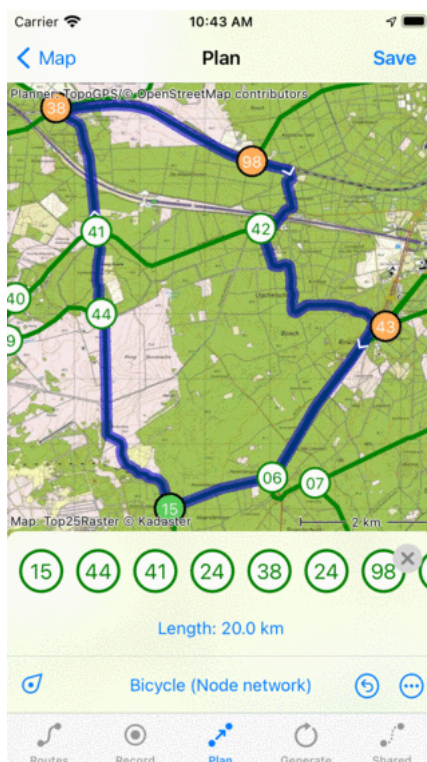 Carrier 10:43 AM
Map Plan Save
Planner: TopoGPS/© OpenStreetMap contributors
38
98
41
42
40
44
43
9
06
07
15
Map: Top25Raster © Kadaster 2 km
15 44 41 24 38 24 98
Length: 20.0 km
Bicycle (Node network)
Routes Record Plan Generate Shared